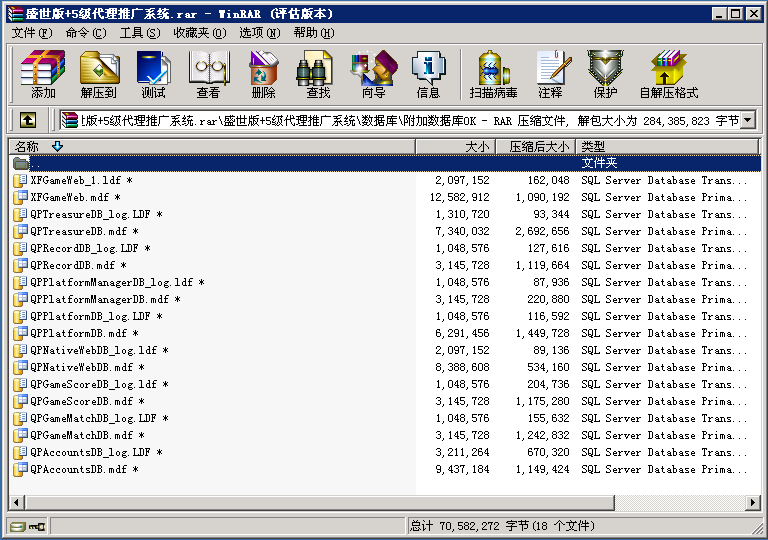 盛世版+5级代理推广系统.rar - WinRAR (评估版本)
文件(F) 命令(C) 工具(S) 收藏夹(O) 选项(N) 帮助(H)
添加 解压到 测试 查看 删除 查找 向导 信息 扫描病毒 注释 保护 自解压格式
版+5级代理推广系统.rar\盛世版+5级代理推广系统\数据库\附加数据库OK - RAR 压缩文件, 解包大小为 284,385,823 字节
名称 大小 压缩后大小 类型
.. 文件夹
XFGameWeb_1.ldf * 2,097,152 162,048 SQL Server Database Trans...
XFGameWeb.mdf * 12,582,912 1,090,192 SQL Server Database Prima...
QPTreasureDB_log.LDF * 1,310,720 93,344 SQL Server Database Trans...
QPTreasureDB.mdf * 7,340,032 2,692,656 SQL Server Database Prima...
QPRecordDB_log.LDF * 1,048,576 127,616 SQL Server Database Trans...
QPRecordDB.mdf * 3,145,728 1,119,664 SQL Server Database Prima...
QPPlatformManagerDB_log.ldf * 1,048,576 87,936 SQL Server Database Trans...
QPPlatformManagerDB.mdf * 3,145,728 220,880 SQL Server Database Prima...
QPPlatformDB_log.LDF * 1,048,576 116,592 SQL Server Database Trans...
QPPlatformDB.mdf * 6,291,456 1,449,728 SQL Server Database Prima...
QPNativeWebDB_log.ldf * 2,097,152 89,136 SQL Server Database Trans...
QPNativeWebDB.mdf * 8,388,608 534,160 SQL Server Database Prima...
QPGameScoreDB_log.ldf * 1,048,576 204,736 SQL Server Database Trans...
QPGameScoreDB.mdf * 3,145,728 1,175,280 SQL Server Database Prima...
QPGameMatchDB_log.LDF * 1,048,576 155,632 SQL Server Database Trans...
QPGameMatchDB.mdf * 3,145,728 1,242,832 SQL Server Database Prima...
QPAccountsDB_log.LDF * 3,211,264 670,320 SQL Server Database Trans...
QPAccountsDB.mdf * 9,437,184 1,149,424 SQL Server Database Prima...
总计 70,582,272 字节(18 个文件)